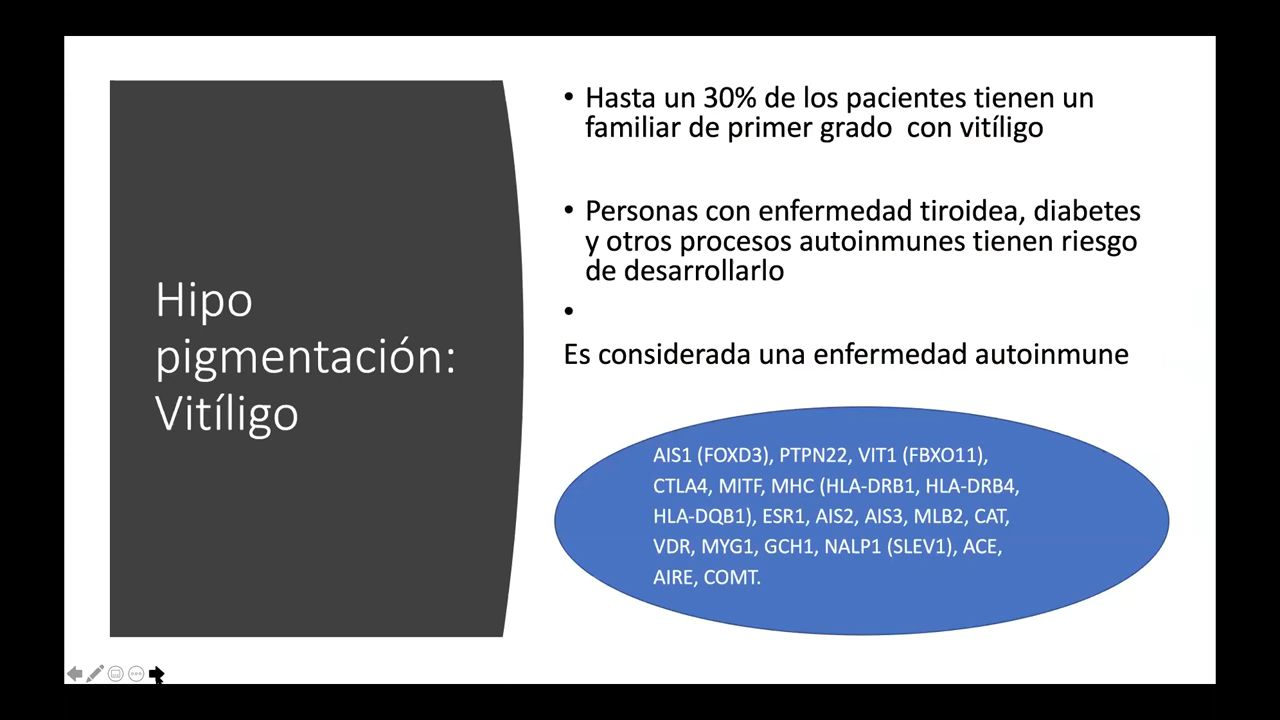 Hipo
pigmentación:
Vitíligo
• Hasta un 30% de los pacientes tienen un
familiar de primer grado  con vitíligo
• Personas con enfermedad tiroidea, diabetes
y otros procesos autoinmunes tienen riesgo
de desarrollarlo
•
Es considerada una enfermedad autoinmune
AIS1 (FOXD3), PTPN22, VIT1 (FBXO11),
CTLA4, MITF, MHC (HLA-DRB1, HLA-DRB4,
HLA-DQB1), ESR1, AIS2, AIS3, MLB2, CAT,
VDR, MYG1, GCH1, NALP1 (SLEV1), ACE,
AIRE, COMT.